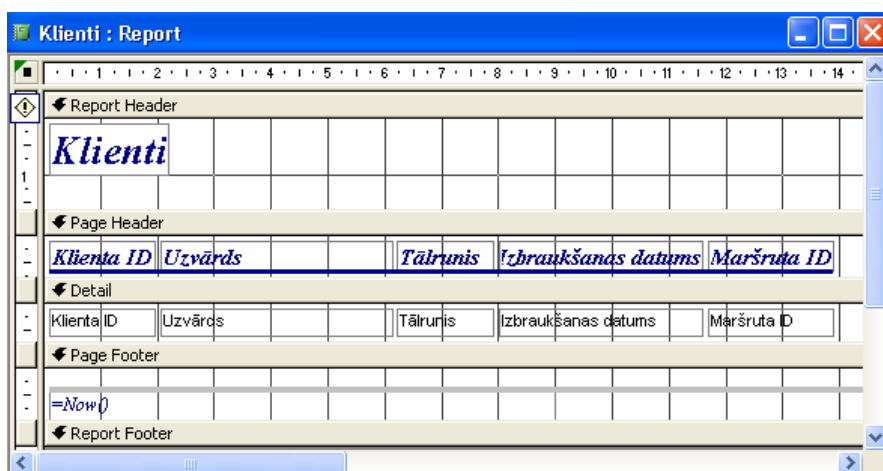 Klienti : Report
1 2 3 4 5 6 7 8 9 10 11 12 13 14
Report Header
Klienti
1
Page Header
Klienta ID Uzvārds Tālrunis Izbraukšanas datums Maršruta ID
Detail
Klienta ID Uzvārds Tālrunis Izbraukšanas datums Maršruta ID
Page Footer
=Now()
Report Footer